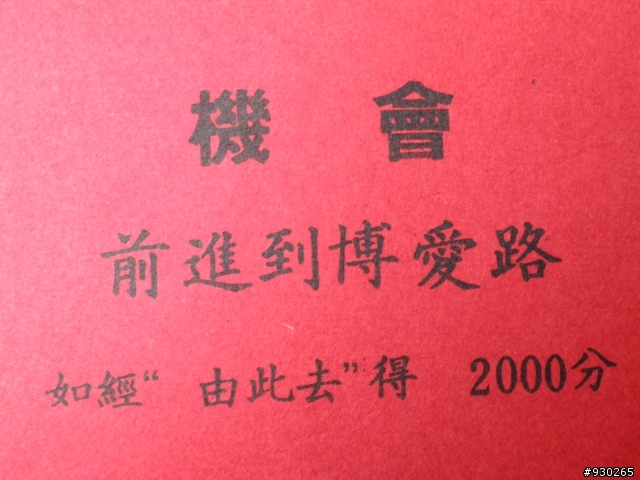 機會
前進到博愛路
如經“ 由此去”得 2000分
#930265